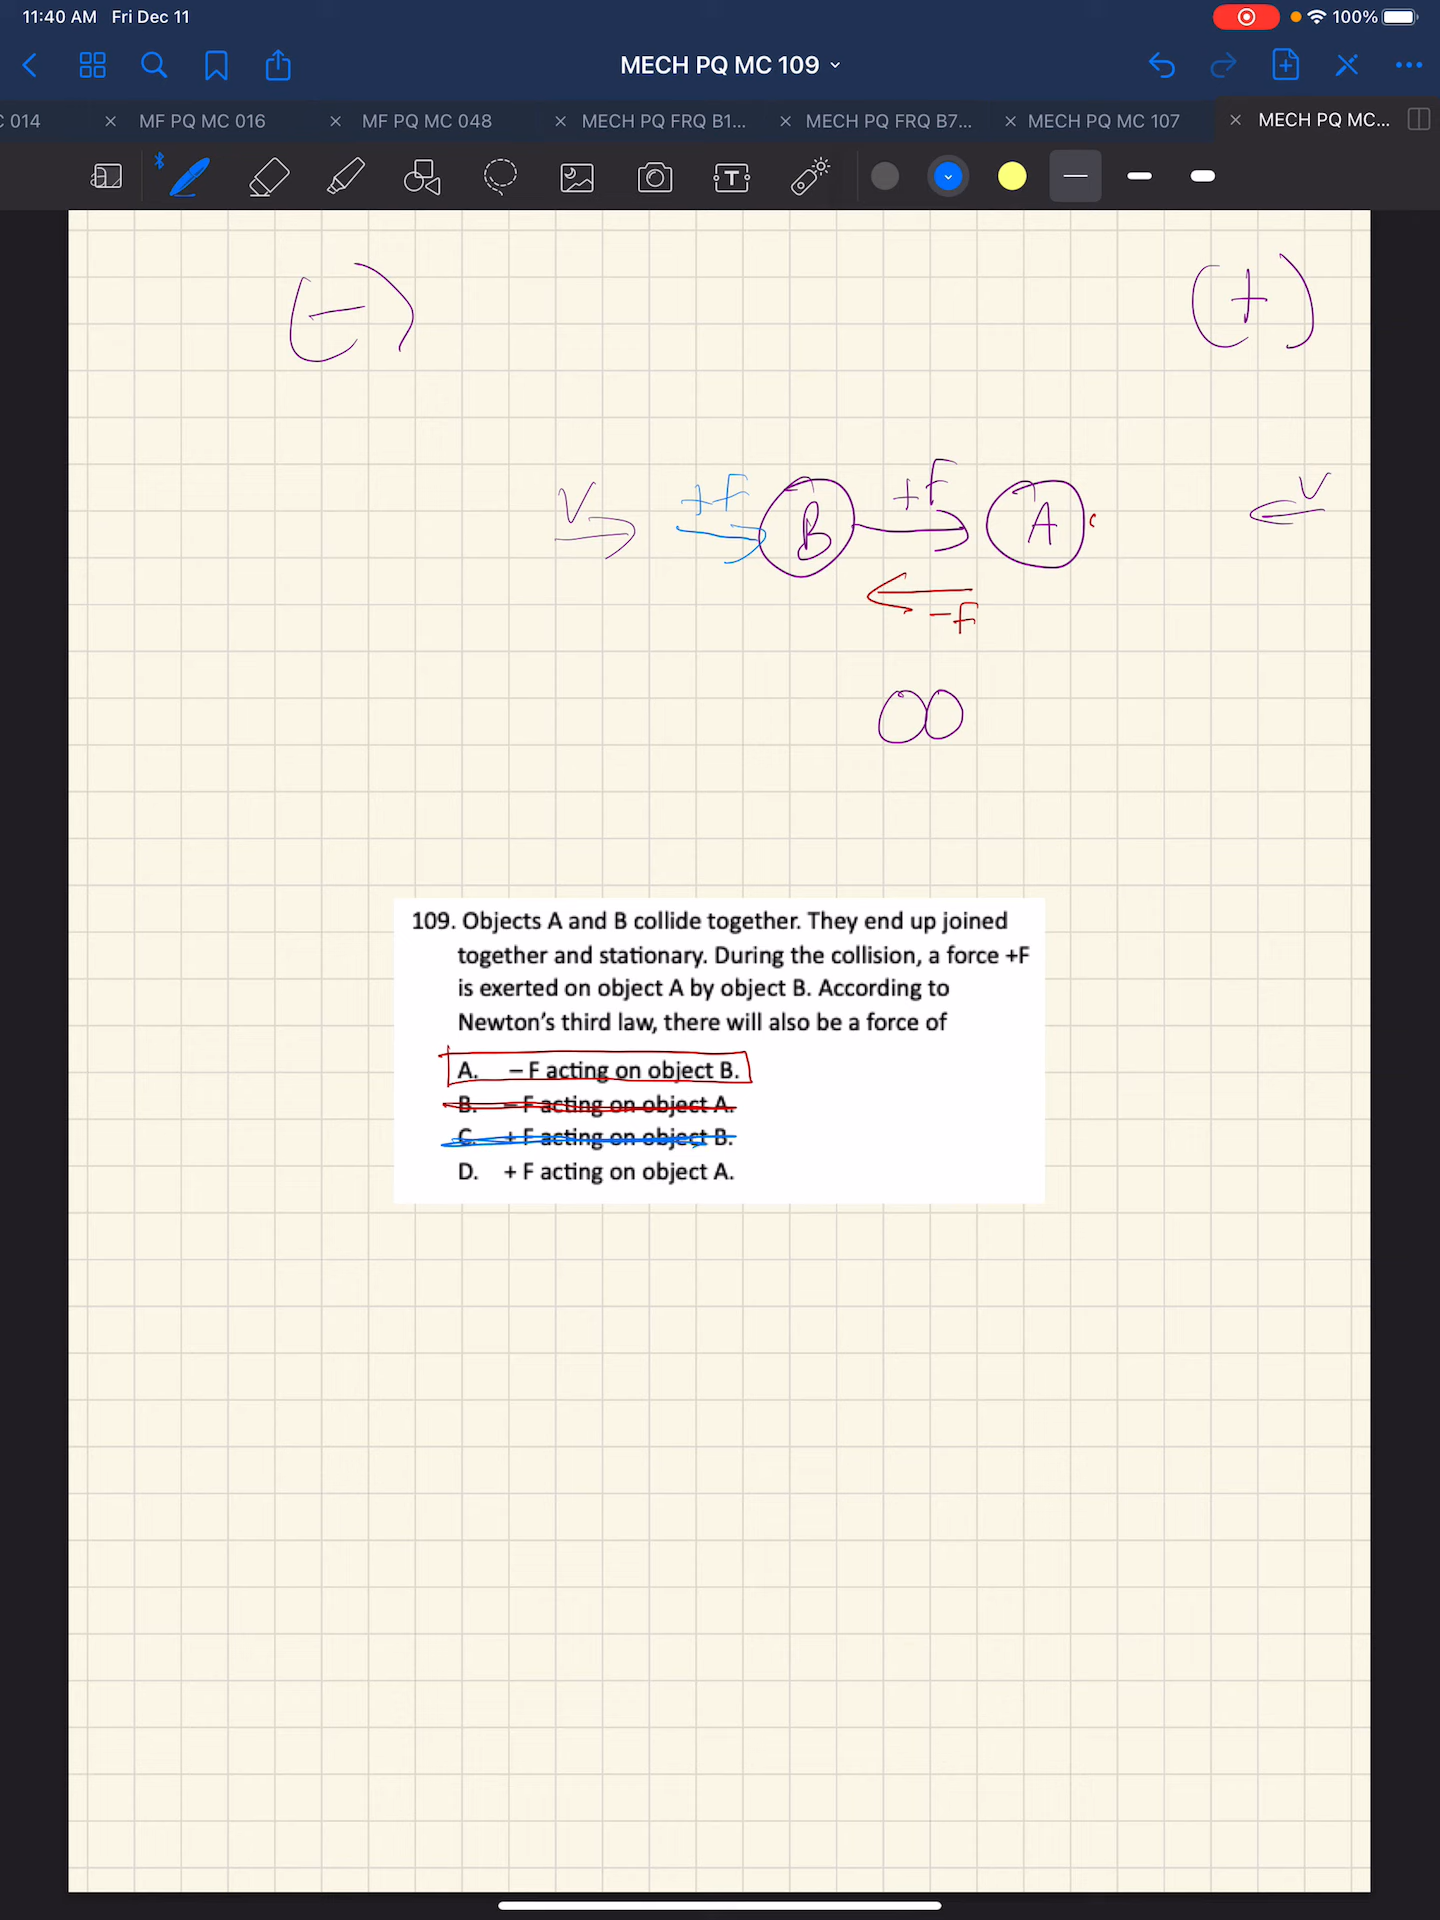 11:40 AM Fri Dec 11
100%
MECH PQ MC 109
C 014
MF PQ MC 016
MF PQ MC 048
MECH PQ FRQ B1...
MECH PQ FRQ B7...
MECH PQ MC 107
MECH PQ MC...
(-)
(+)
V
+F
B
+F
A
V
-F
109. Objects A and B collide together. They end up joined
together and stationary. During the collision, a force +F
is exerted on object A by object B. According to
Newton's third law, there will also be a force of
A. – F acting on object B.
B. – F acting on object A.
C. + F acting on object B.
D. + F acting on object A.